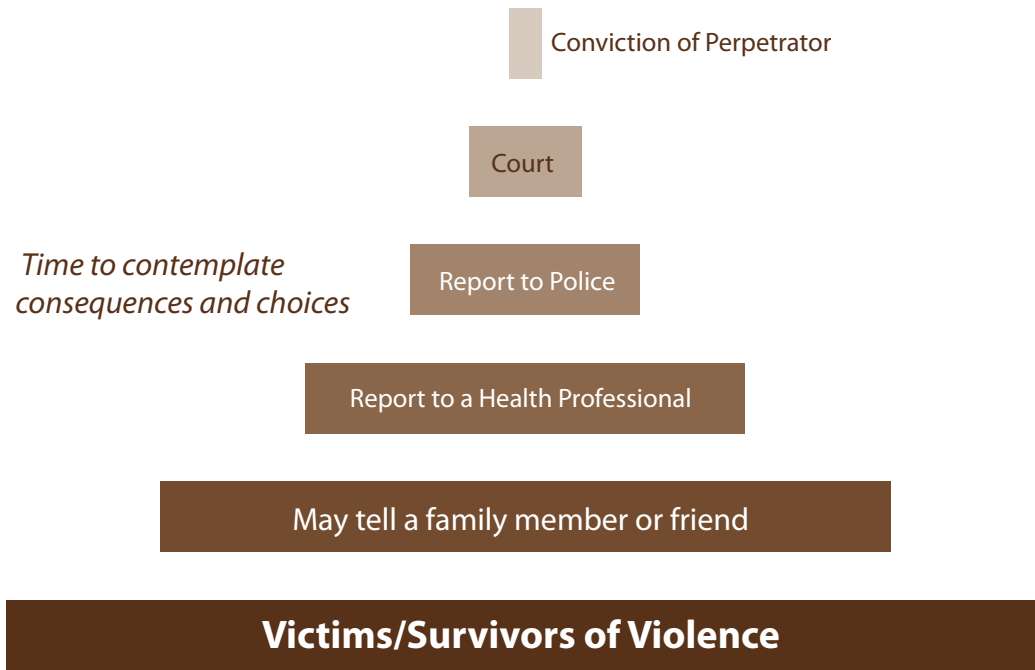 Conviction of Perpetrator
Court
Time to contemplate
consequences and choices
Report to Police
Report to a Health Professional
May tell a family member or friend
Victims/Survivors of Violence